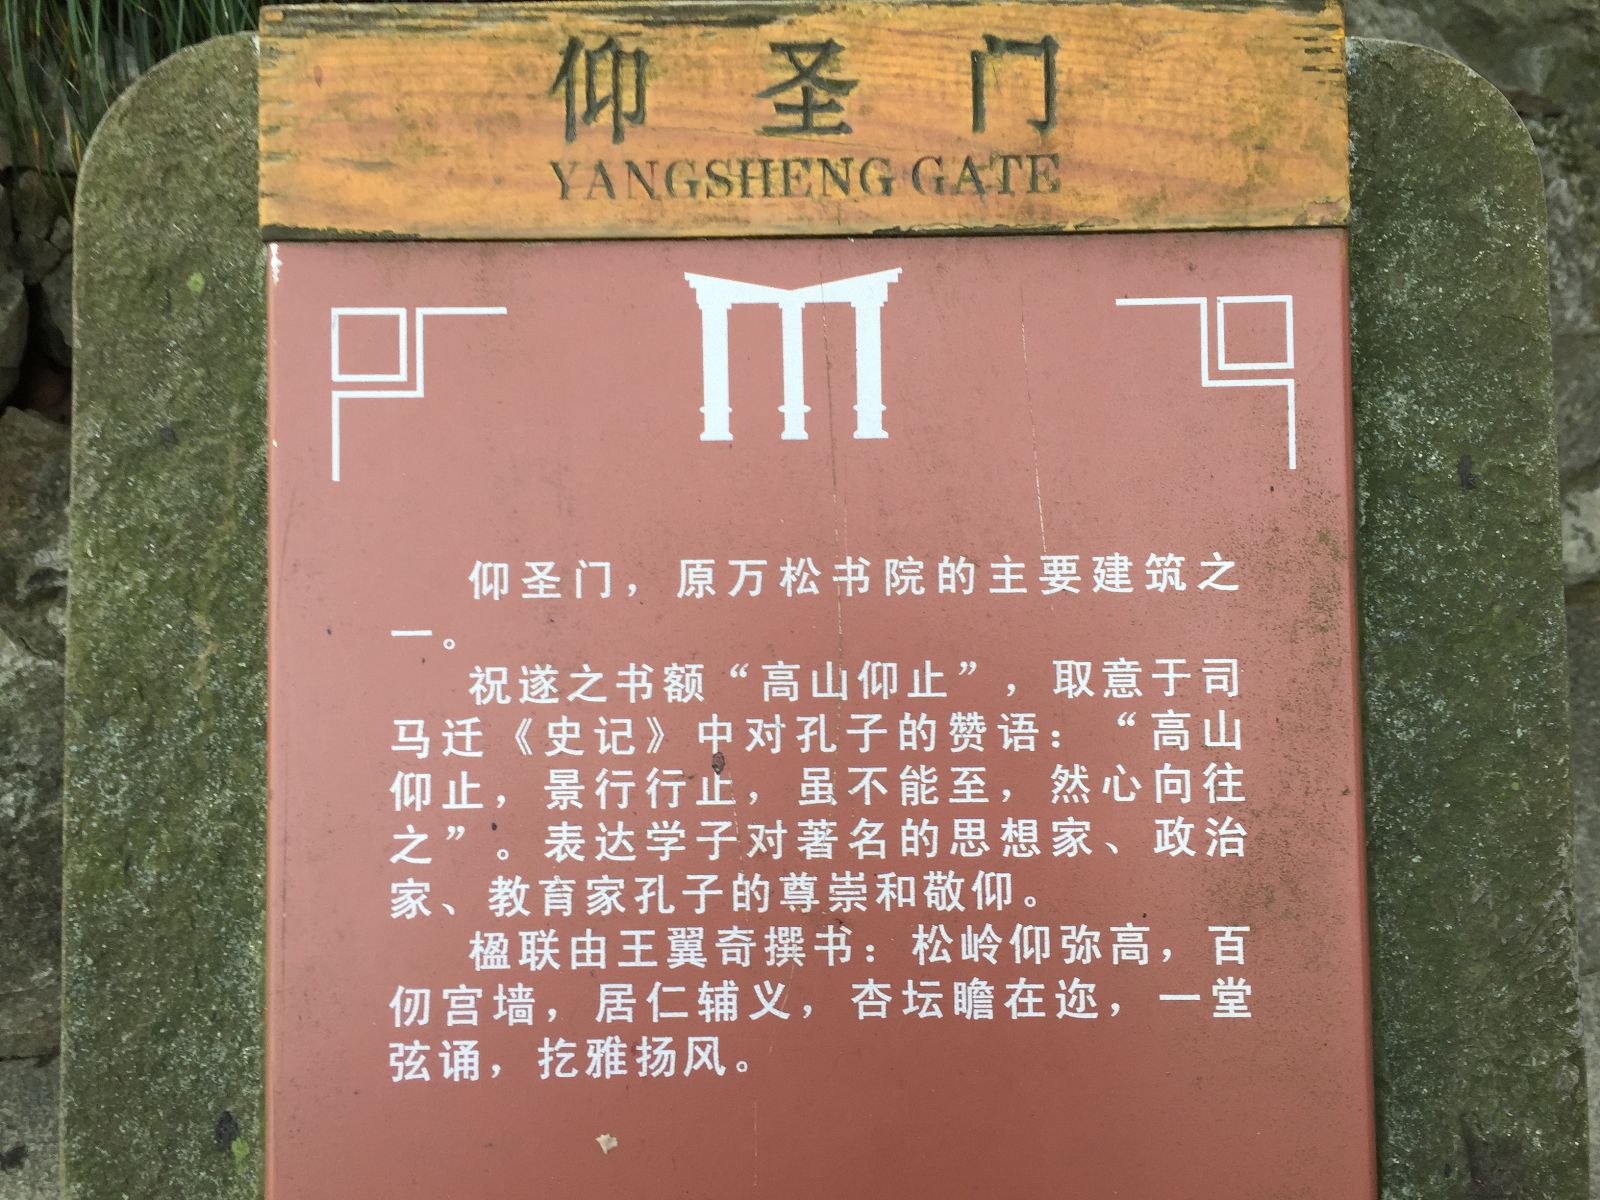 仰圣门
YANGSHENG GATE
仰圣门，原万松书院的主要建筑之
一。
祝遂之书额“高山仰止”，取意于司
马迁《史记》中对孔子的赞语：“高山
仰止，景行行止，虽不能至，然心向往
之”。表达学子对著名的思想家、政治
家、教育家孔子的尊崇和敬仰。
楹联由王翼奇撰书：松岭仰弥高，百
仞宫墙，居仁辅义，杏坛瞻在迩，一堂
弦诵，扢雅扬风。